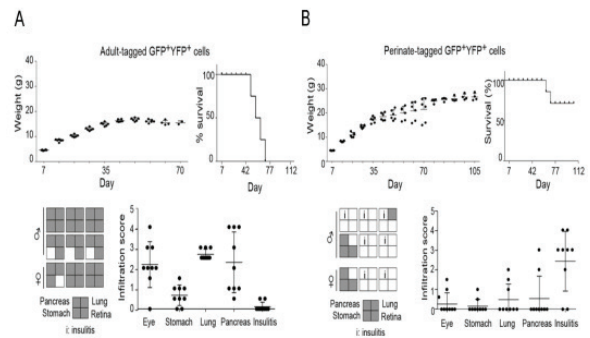 A
Adult-tagged GFP+YFP+ cells
Weight (g)
40
30
20
10
0
7
35
70
Day
% survival
100
50
0
7
42
77
112
Day
♂
♀
Pancreas
Stomach
Lung
Retina
i: insulitis
Infiltration score
5
4
3
2
1
0
Eye
Stomach
Lung
Pancreas
Insulitis
B
Perinate-tagged GFP+YFP+ cells
Weight (g)
40
30
20
10
0
7
35
70
105
Day
Survival (%)
100
50
0
7
42
77
112
Day
♂
♀
i i i
i i
i i
Pancreas
Stomach
Lung
Retina
i: insulitis
Infiltration score
5
4
3
2
1
0
Eye
Stomach
Lung
Pancreas
Insulitis